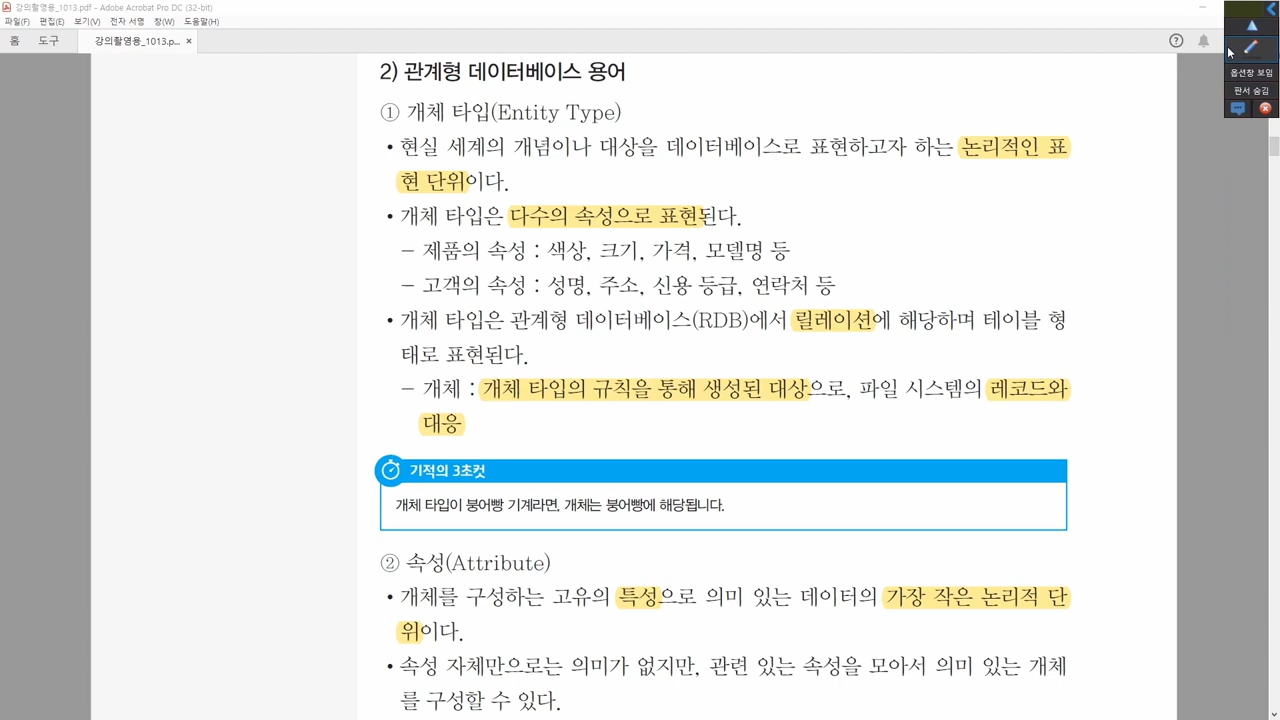 강의촬영용_1013.pdf - Adobe Acrobat Pro DC (32-bit)
파일(F) 편집(E) 보기(V) 전자 서명 창(W) 도움말(H)
홈 도구 강의촬영용_1013.p... ×
옵션창 보임
판서 숨김
2) 관계형 데이터베이스 용어
① 개체 타입(Entity Type)
• 현실 세계의 개념이나 대상을 데이터베이스로 표현하고자 하는 논리적인 표
현 단위이다.
• 개체 타입은 다수의 속성으로 표현된다.
– 제품의 속성 : 색상, 크기, 가격, 모델명 등
– 고객의 속성 : 성명, 주소, 신용 등급, 연락처 등
• 개체 타입은 관계형 데이터베이스(RDB)에서 릴레이션에 해당하며 테이블 형
태로 표현된다.
– 개체 : 개체 타입의 규칙을 통해 생성된 대상으로, 파일 시스템의 레코드와
대응
기적의 3초컷
개체 타입이 붕어빵 기계라면, 개체는 붕어빵에 해당됩니다.
② 속성(Attribute)
• 개체를 구성하는 고유의 특성으로 의미 있는 데이터의 가장 작은 논리적 단
위이다.
• 속성 자체만으로는 의미가 없지만, 관련 있는 속성을 모아서 의미 있는 개체
를 구성할 수 있다.